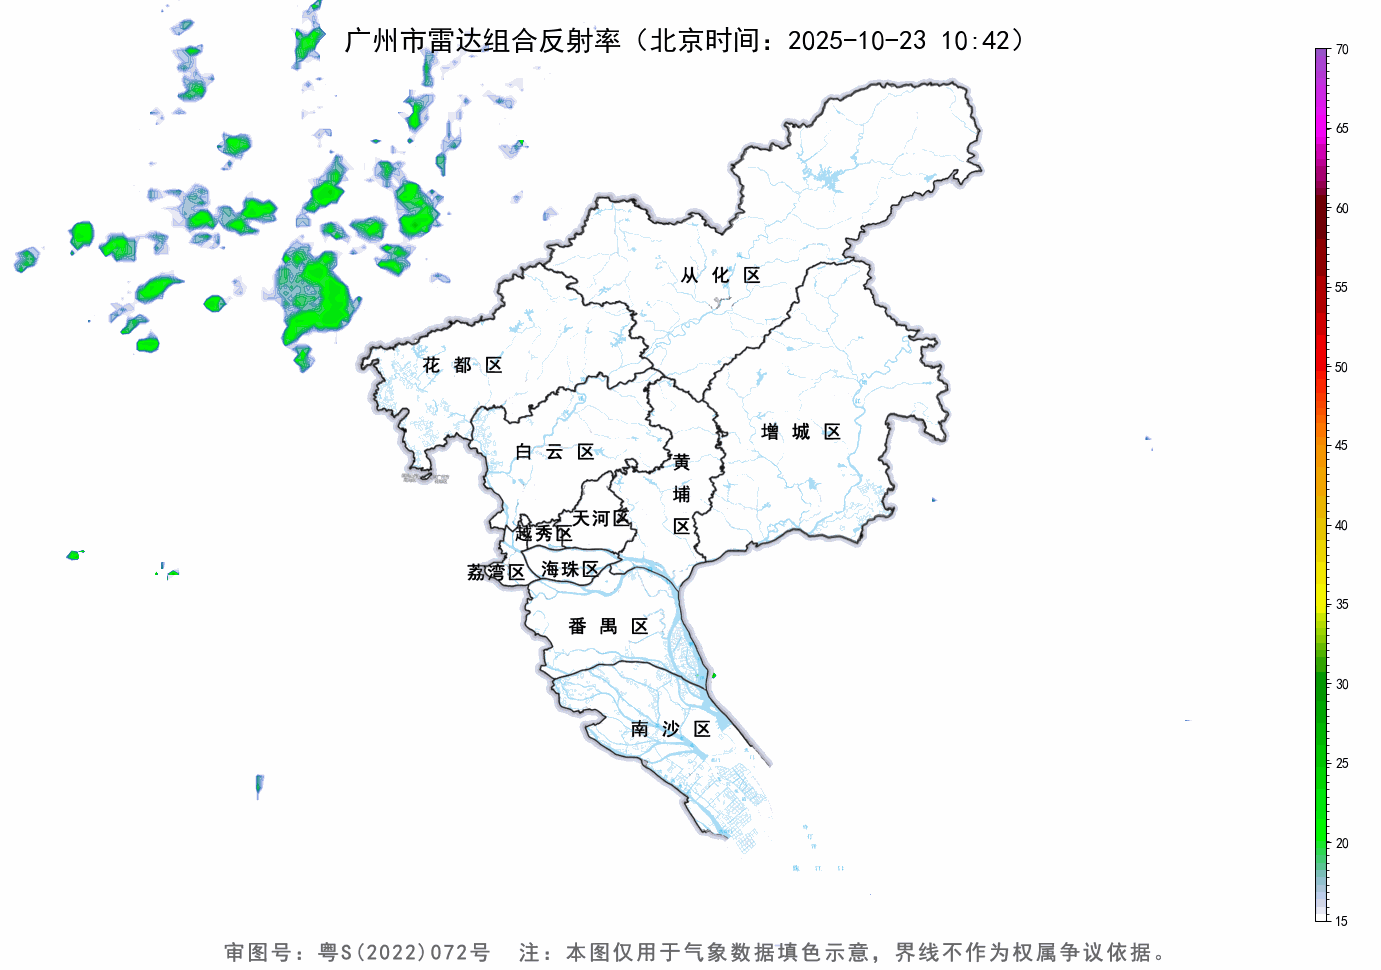 广州市雷达组合反射率（北京时间：2025-10-23 10:42）
70
65
60
55
50
45
40
35
30
25
20
15
从化区
花都区
增城区
白云区
黄埔区
天河区
越秀区
荔湾区
海珠区
番禺区
南沙区
审图号：粤S(2022)072号 注：本图仅用于气象数据填色示意，界线不作为权属争议依据。